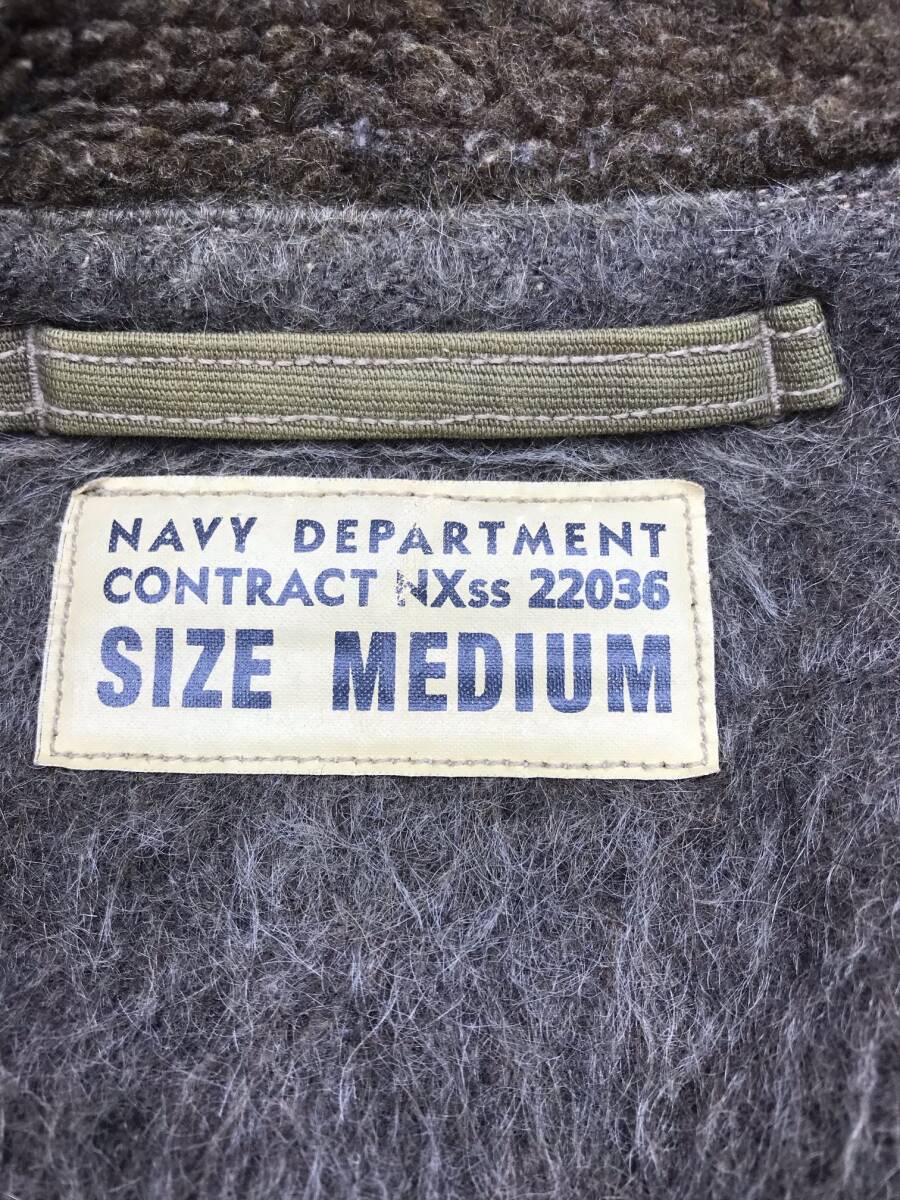 NAVY DEPARTMENT
CONTRACT NXss 22036
SIZE MEDIUM